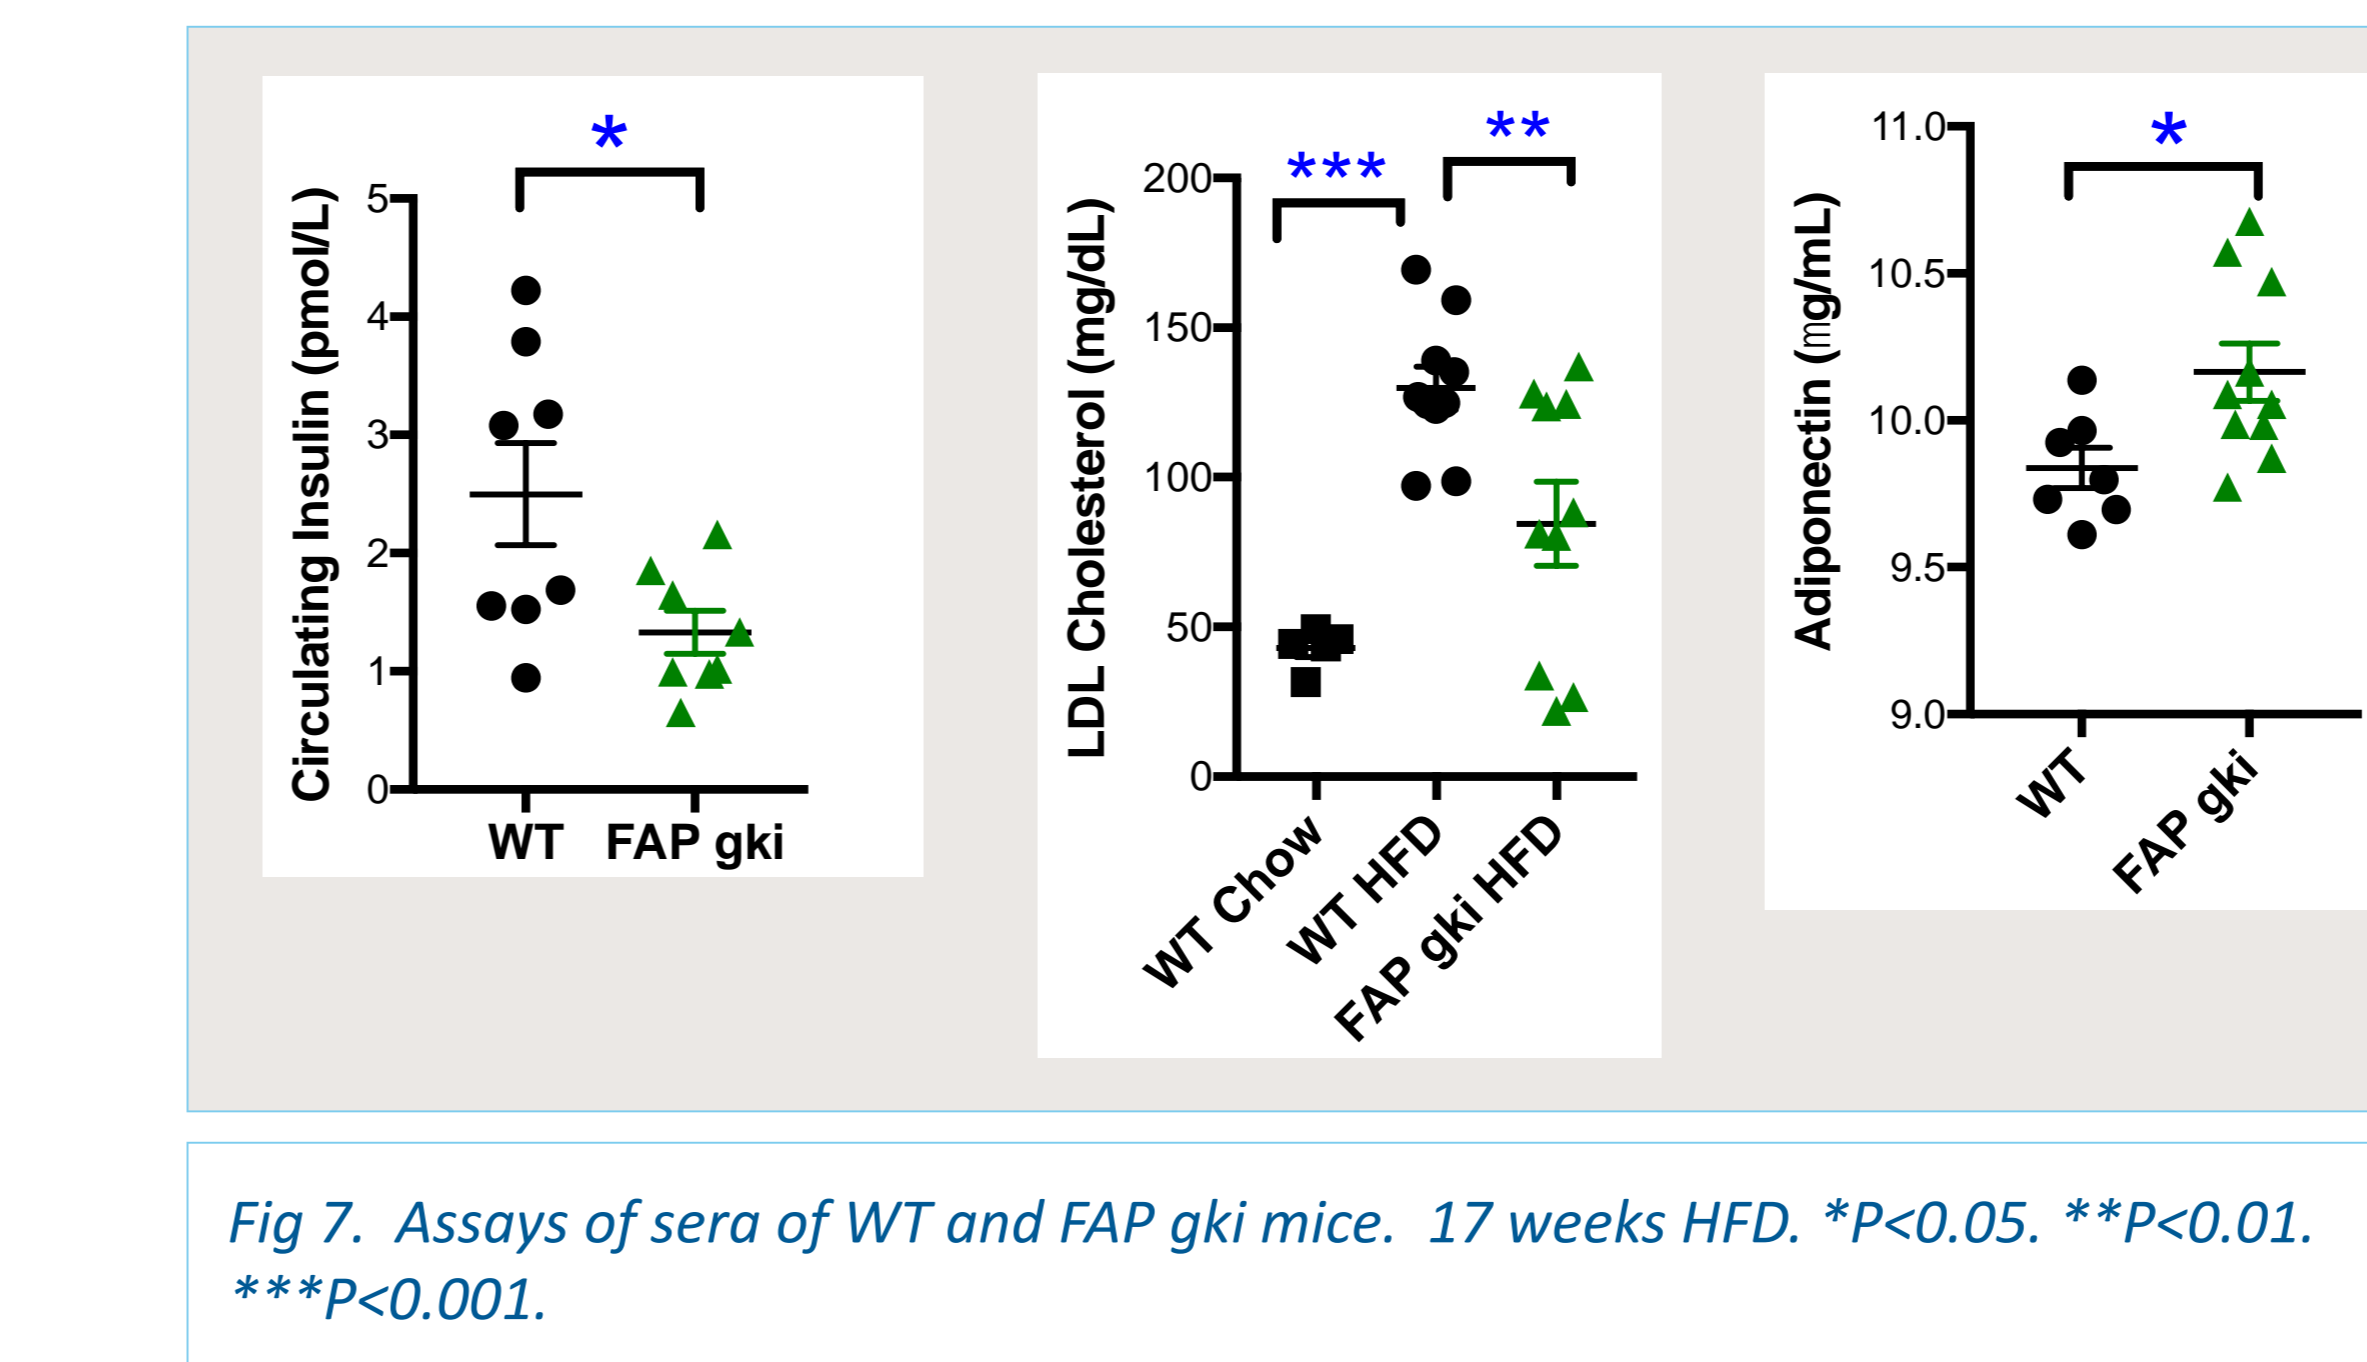 *
5
4
3
2
1
0
Circulating Insulin (pmol/L)
WT FAP gki
***
**
200
150
100
50
0
LDL Cholesterol (mg/dL)
WT Chow
WT HFD
FAP gki HFD
*
11.0
10.5
10.0
9.5
9.0
Adiponectin (mg/mL)
WT
FAP gki
Fig 7. Assays of sera of WT and FAP gki mice. 17 weeks HFD. *P<0.05. **P<0.01.
***P<0.001.